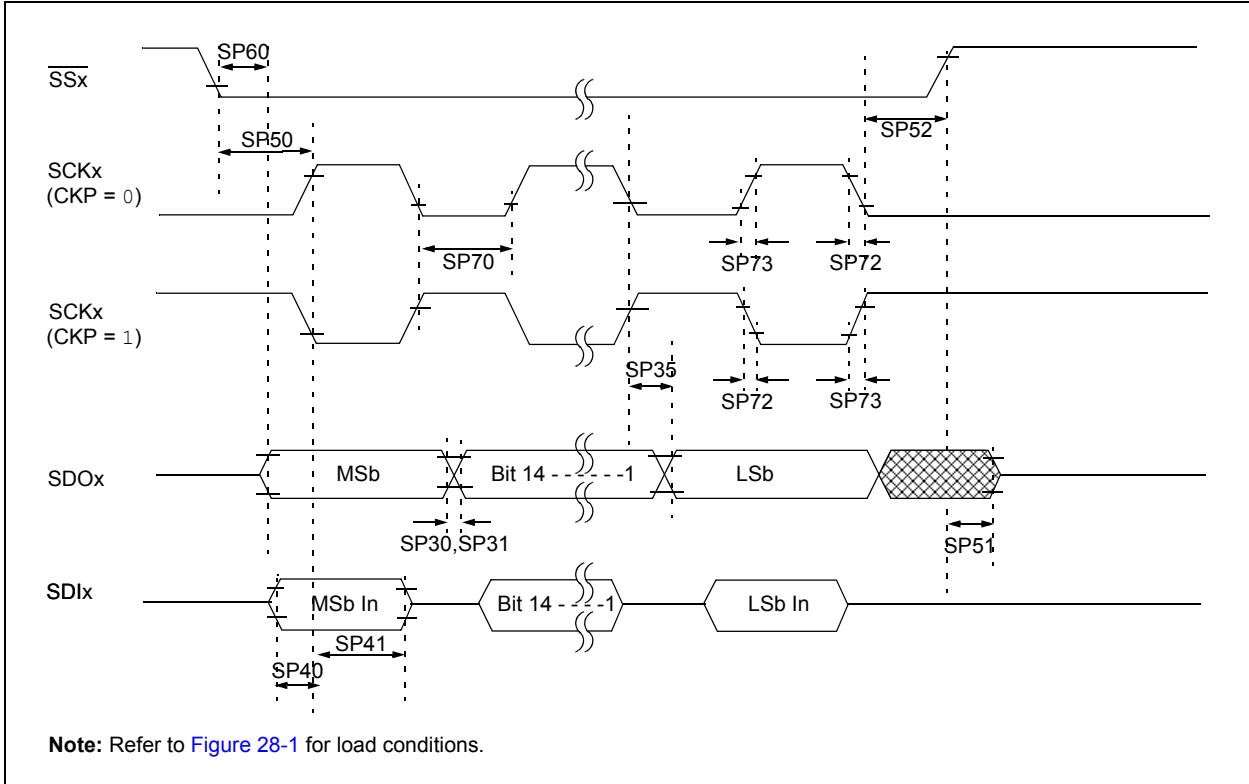 SP60
SSx
SP50
SP52
SCKx
(CKP = 0)
SP70
SP73
SP72
SCKx
(CKP = 1)
SP35
SP72
SP73
SDOx
MSb
Bit 14 - - - - - -1
LSb
SP30,SP31
SP51
SDIx
MSb In
Bit 14 - - - -1
LSb In
SP41
SP40
Note: Refer to Figure 28-1 for load conditions.